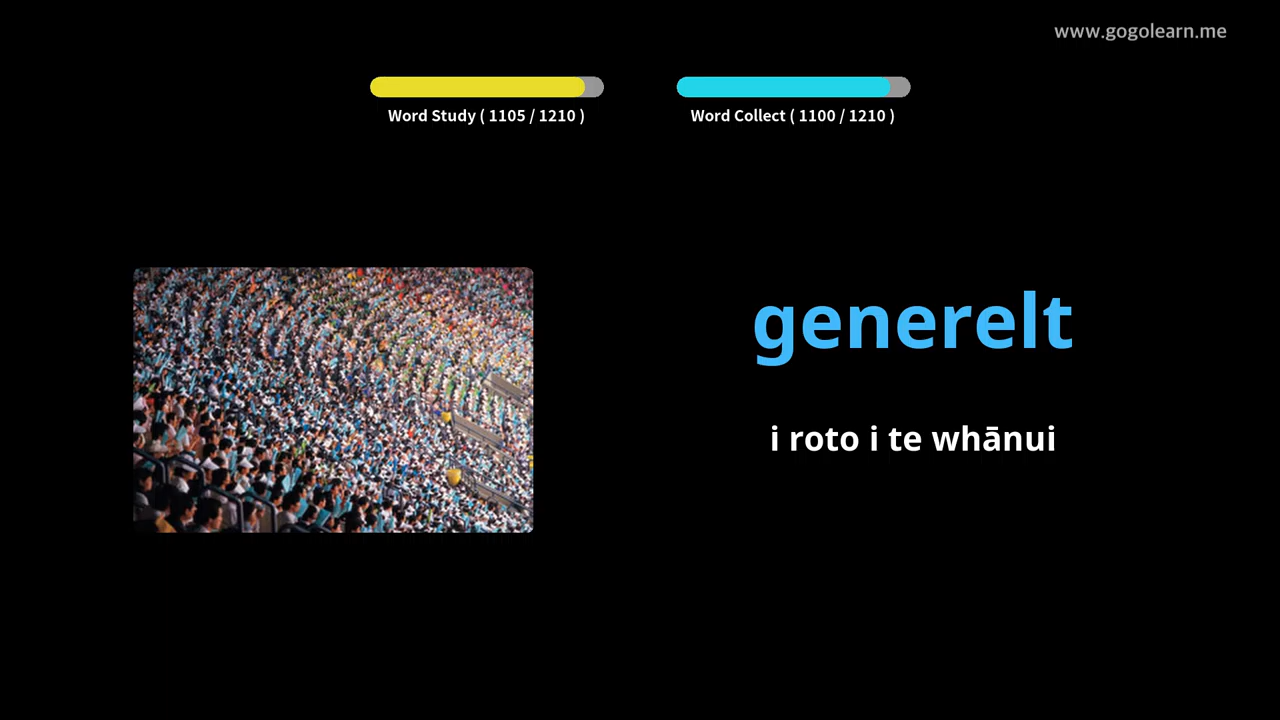 www.gogolearn.me
Word Study ( 1105 / 1210 )
Word Collect ( 1100 / 1210 )
generelt
i roto i te whānui